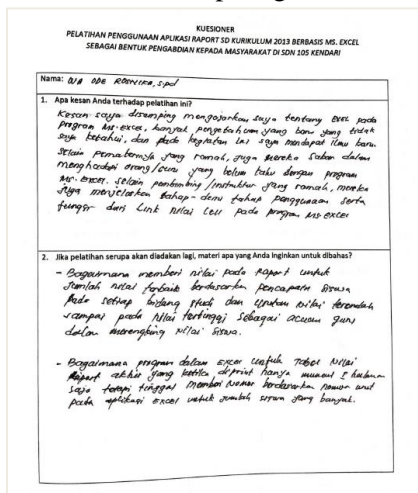 KUESIONER
PELATIHAN PENGGUNAAN APLIKASI RAPORT SD KURIKULUM 2013 BERBASIS MS. EXCEL
SEBAGAI BENTUK PENGABDIAN KEPADA MASYARAKAT DI SDN 105 KENDARI
Nama: WA ODE ROSNIKA, S.pd
1. Apa kesan Anda terhadap pelatihan ini?
Kesan saya disamping mengajarkan saya tentang Exel pada
program Ms.excel, banyak pengetahuan yang baru yang tidak
saya ketahui, dan pada kegiatan ini saya mendapat ilmu baru.
Selain pematerinya yang ramah, juga mereka sabar dalam
menghadapi orang/guru yang belum tahu dengan program
MS. Excel. selain pembimbing/instruktur yang ramah, mereka
juga menjelaskan tahap-demi tahap penggunaan serta
fungsi dari Link Nilai Cell pada program Ms-excel
2. Jika pelatihan serupa akan diadakan lagi, materi apa yang Anda inginkan untuk dibahas?
- Bagaimana memberi nilai pada Raport untuk
Jumlah nilai terbaik berdasarkan pencapaian siswa
pada setiap bidang studi dan urutan nilai terendah
sampai pada nilai tertinggi sebagai acuan guru
dalam merengking nilai siswa.
- Bagaimana program dalam Excel untuk Tabel Nilai
Raport akhir yang ketika diprint hanya muncul 1 halaman
saja tetapi tinggal memberi Nomor berdasarkan nomor urut
pada aplikasi Excel untuk jumlah siswa yang banyak.